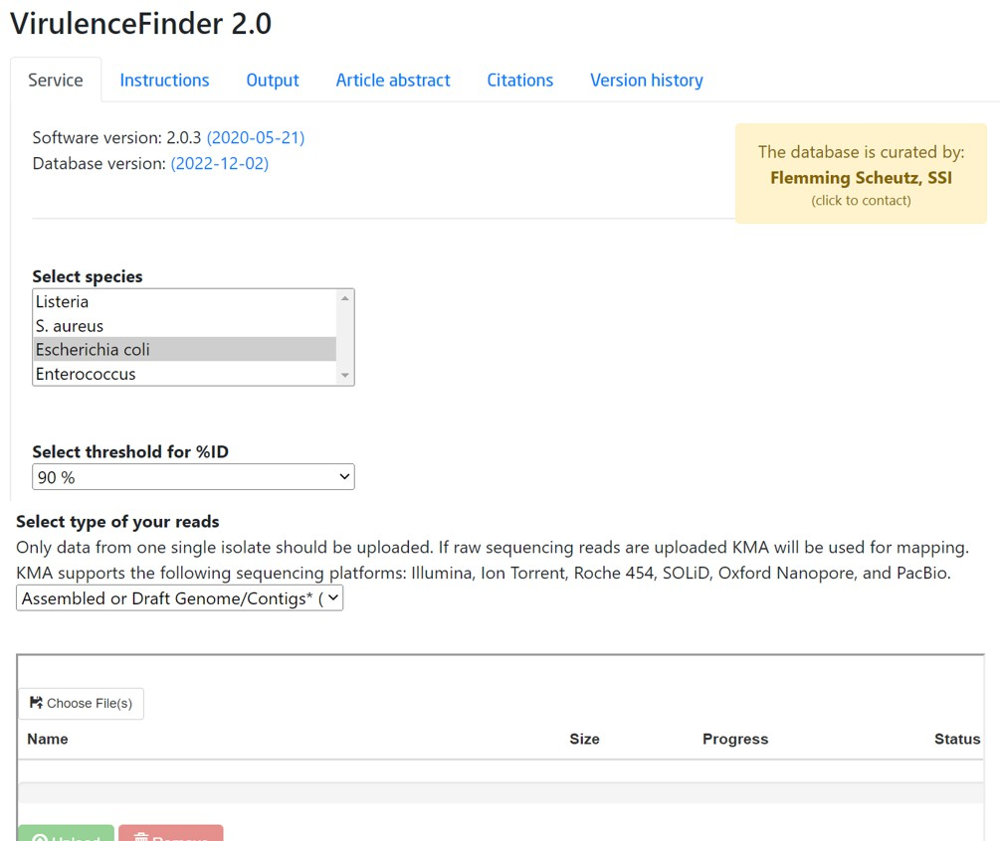 VirulenceFinder 2.0
Service Instructions Output Article abstract Citations Version history
Software version: 2.0.3 (2020-05-21)
Database version: (2022-12-02)
The database is curated by:
Flemming Scheutz, SSI
(click to contact)
Select species
Listeria
S. aureus
Escherichia coli
Enterococcus
Select threshold for %ID
90 %
Select type of your reads
Only data from one single isolate should be uploaded. If raw sequencing reads are uploaded KMA will be used for mapping.
KMA supports the following sequencing platforms: Illumina, Ion Torrent, Roche 454, SOLiD, Oxford Nanopore, and PacBio.
Assembled or Draft Genome/Contigs* (
Choose File(s)
Name Size Progress Status
Upload Remove